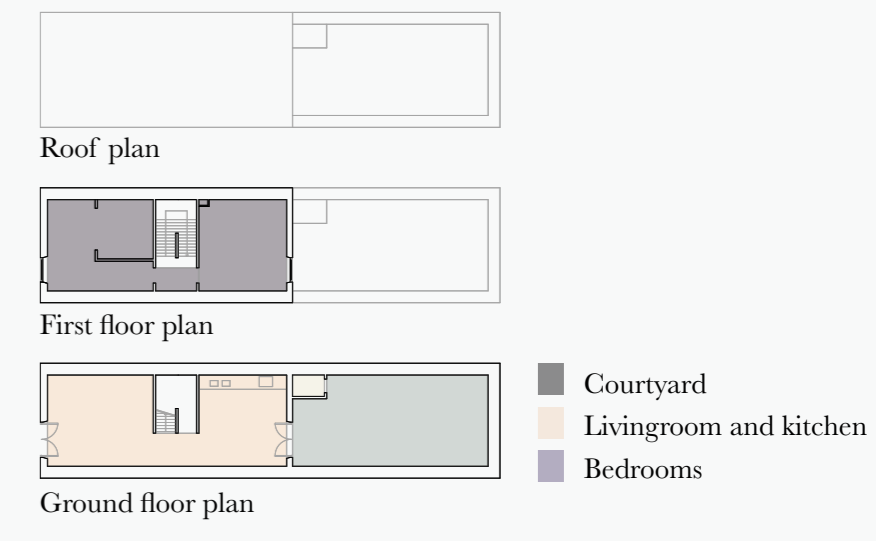 Roof plan
First floor plan
Courtyard
Livingroom and kitchen
Bedrooms
Ground floor plan